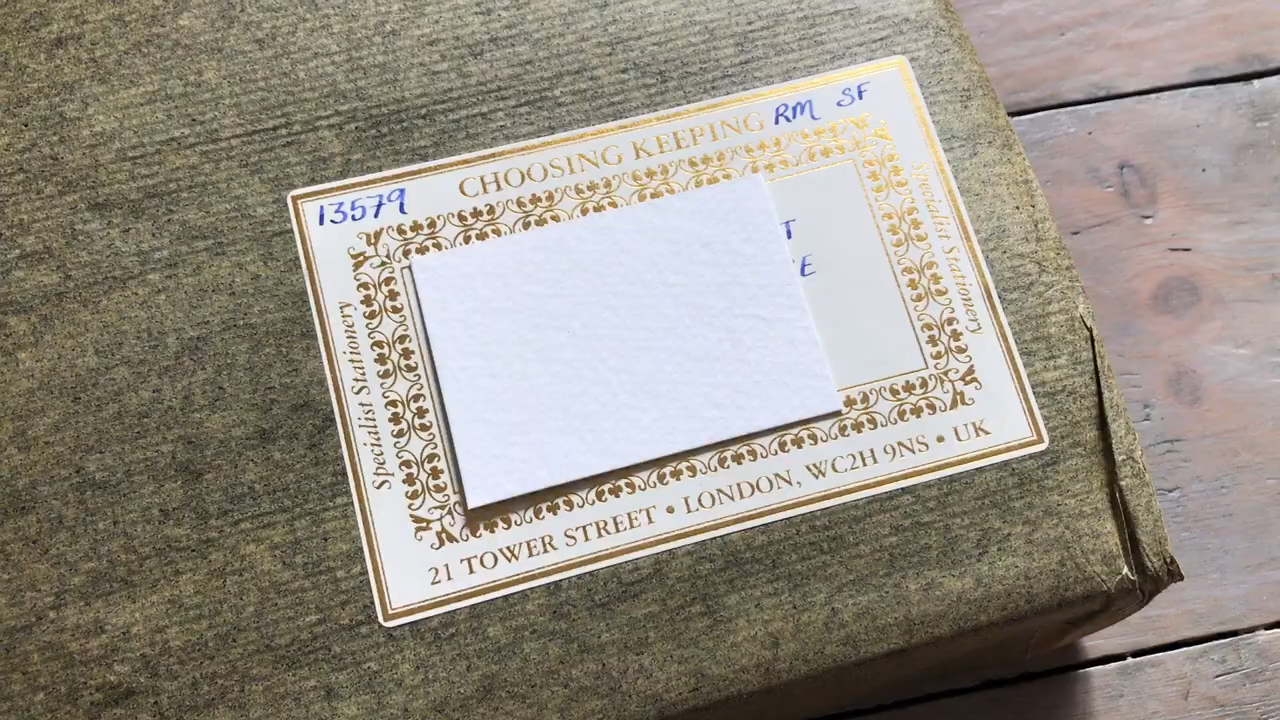 13579
CHOOSING KEEPING RM SF
Specialist Stationery
T
E
Specialist Stationery
21 TOWER STREET • LONDON, WC2H 9NS • UK